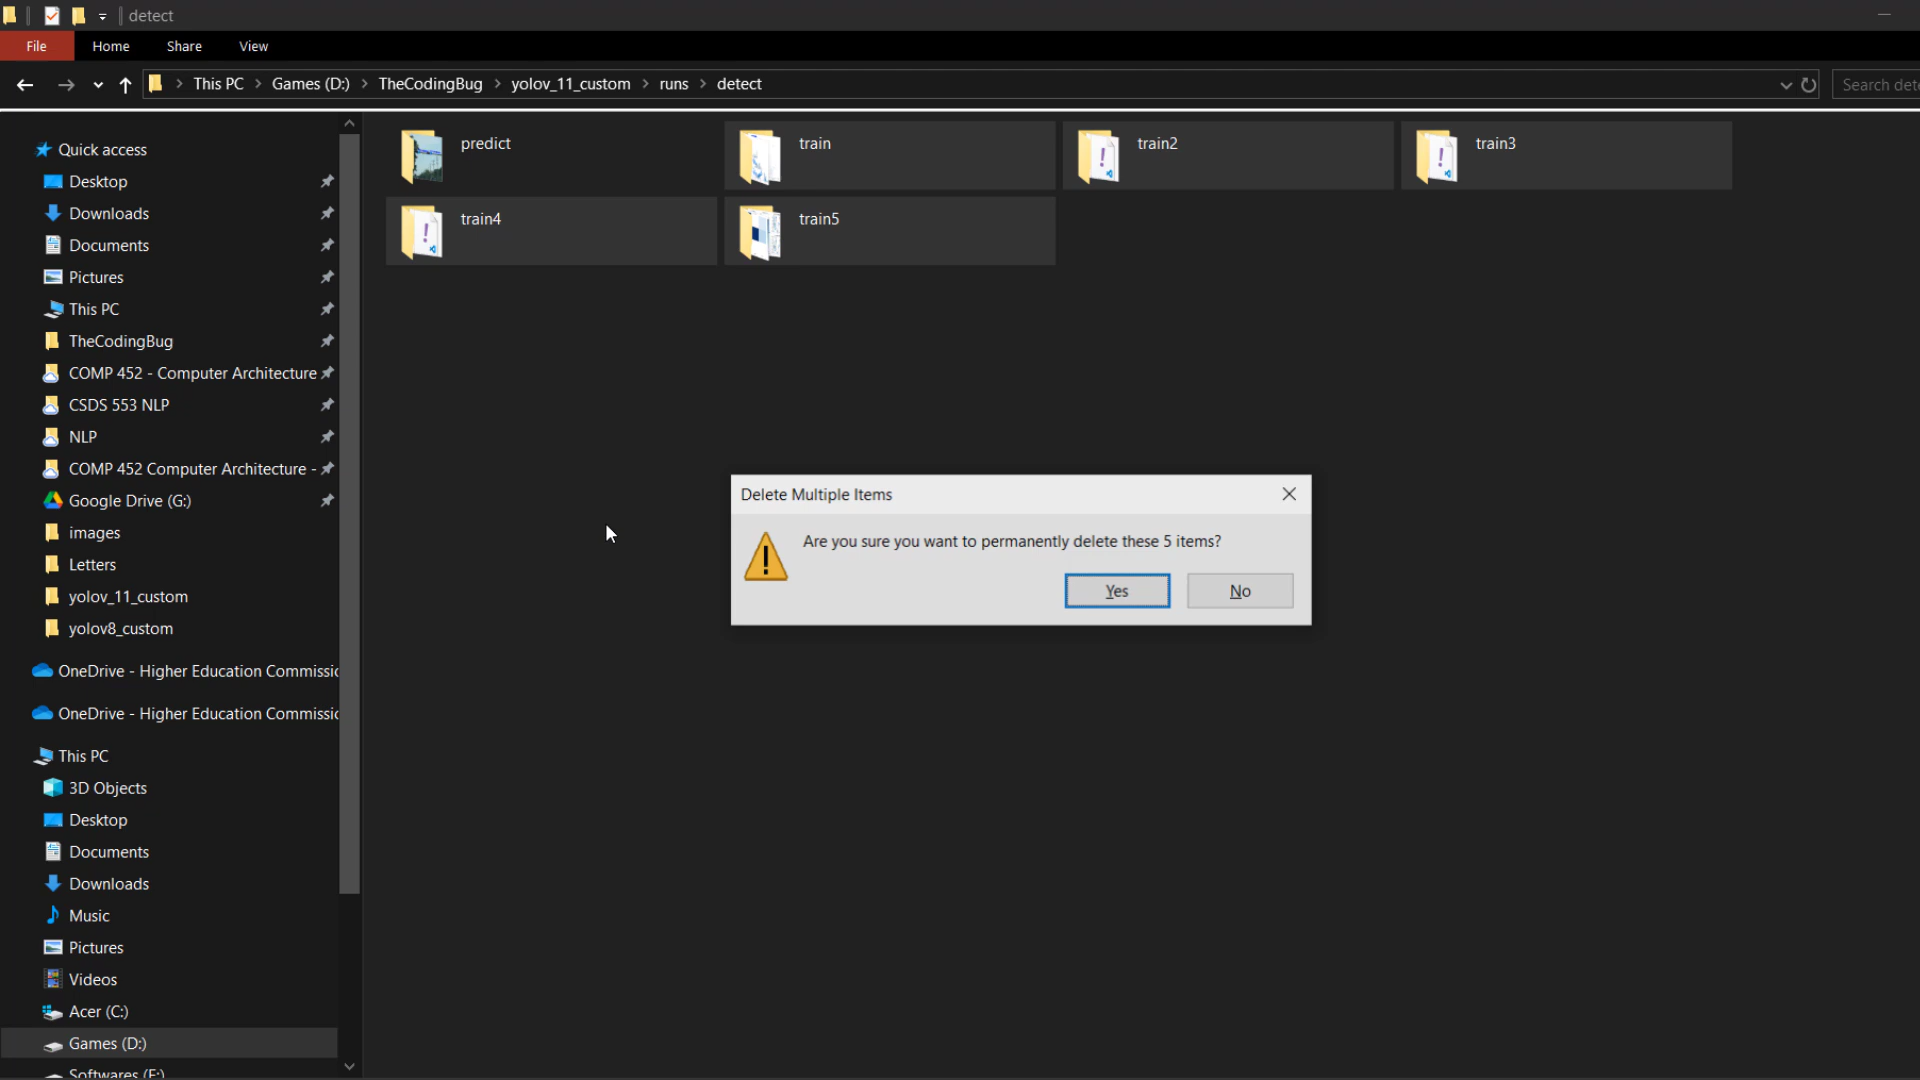 detect
File Home Share View
This PC > Games (D:) > TheCodingBug > yolov_11_custom > runs > detect
Search dete
Quick access
Desktop
Downloads
Documents
Pictures
This PC
TheCodingBug
COMP 452 - Computer Architecture
CSDS 553 NLP
NLP
COMP 452 Computer Architecture -
Google Drive (G:)
images
Letters
yolov_11_custom
yolov8_custom
OneDrive - Higher Education Commissic
OneDrive - Higher Education Commissic
This PC
3D Objects
Desktop
Documents
Downloads
Music
Pictures
Videos
Acer (C:)
Games (D:)
Softwares (E:)
predict
train
train2
train3
train4
train5
Delete Multiple Items
Are you sure you want to permanently delete these 5 items?
Yes
No